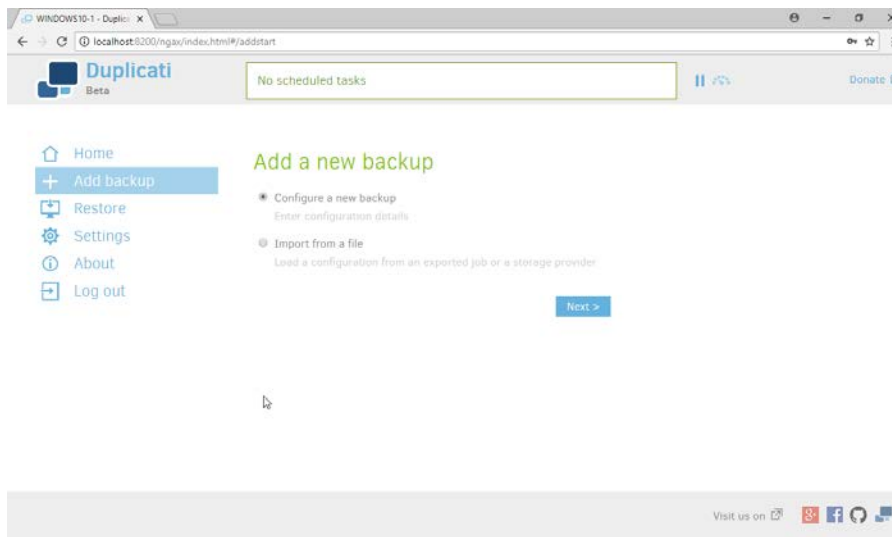 WINDOWS10-1 - Duplic
localhost:8200/ngax/index.html#/addstart
Duplicati
Beta
No scheduled tasks
Donate
Home
Add backup
Restore
Settings
About
Log out
Add a new backup
Configure a new backup
Enter configuration details
Import from a file
Load a configuration from an exported job or a storage provider
Next >
Visit us on